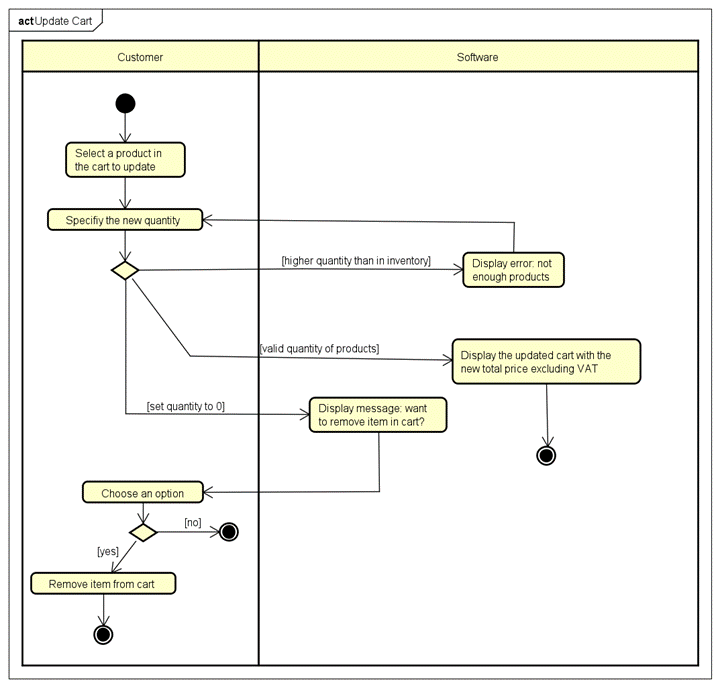 act Update Cart
Customer
Software
Select a product in
the cart to update
Specifiy the new quantity
[higher quantity than in inventory]
Display error: not
enough products
[valid quantity of products]
Display the updated cart with the
new total price excluding VAT
[set quantity to 0]
Display message: want
to remove item in cart?
Choose an option
[no]
[yes]
Remove item from cart